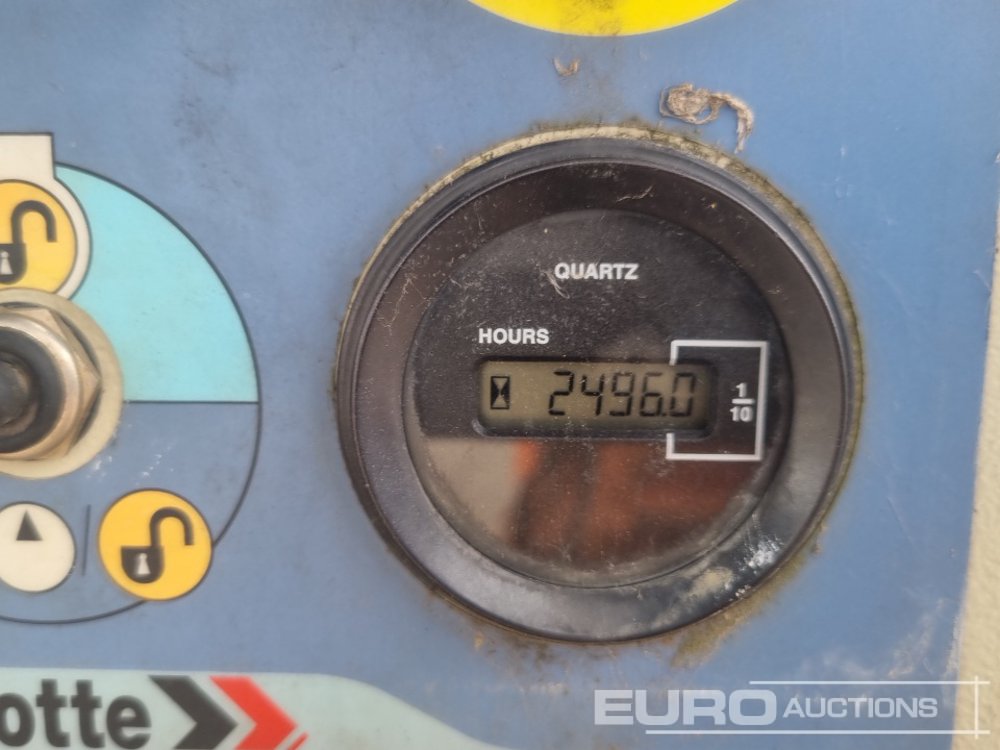 QUARTZ
HOURS
2496.0
1
10
otte
EURO AUCTIONS